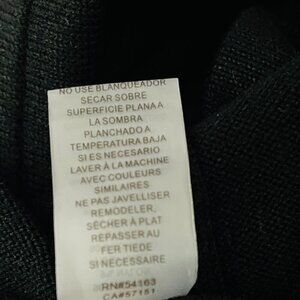 NO USE BLANQUEADOR
SECAR SOBRE
SUPERFICIE PLANA A
LA SOMBRA
PLANCHADO A
TEMPERATURA BAJA
SI ES NECESARIO
LAVER À LA MACHINE
AVEC COULEURS
SIMILAIRES
NE PAS JAVELLISER
REMODELER,
SÉCHER À PLAT
REPASSER AU
FER TIEDE
SI NECESSAIRE
RN#54163
CA#57151